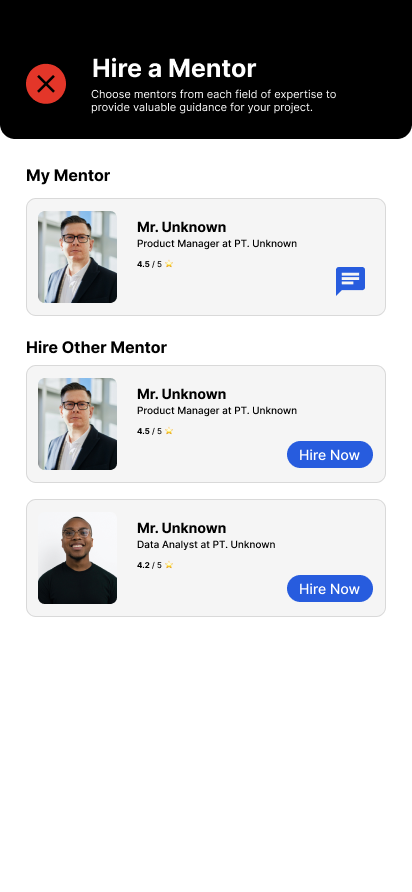 Hire a Mentor
Choose mentors from each field of expertise to
provide valuable guidance for your project.
My Mentor
Mr. Unknown
Product Manager at PT. Unknown
4.5 / 5
Hire Other Mentor
Mr. Unknown
Product Manager at PT. Unknown
4.5 / 5
Hire Now
Mr. Unknown
Data Analyst at PT. Unknown
4.2 / 5
Hire Now